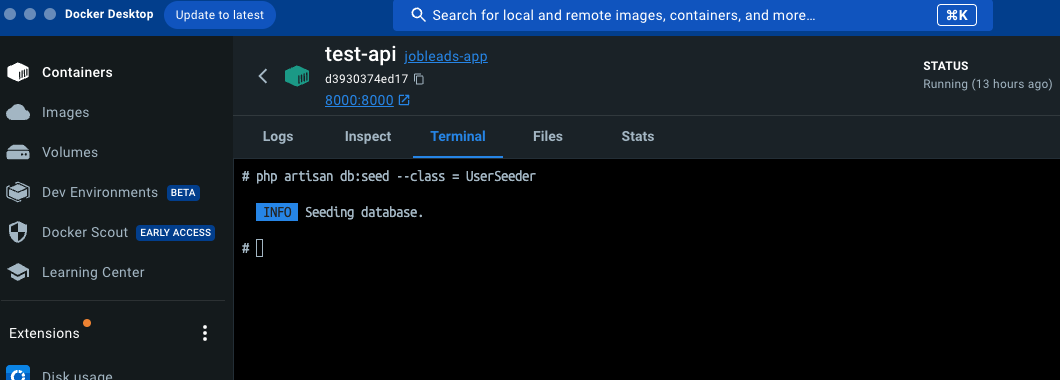 Docker Desktop
Update to latest
Search for local and remote images, containers, and more…
⌘K
Containers
Images
Volumes
Dev Environments BETA
Docker Scout EARLY ACCESS
Learning Center
Extensions
Disk usage
test-api jobleads-app
d3930374ed17
8000:8000
STATUS
Running (13 hours ago)
Logs Inspect Terminal Files Stats
# php artisan db:seed --class = UserSeeder
INFO Seeding database.
#